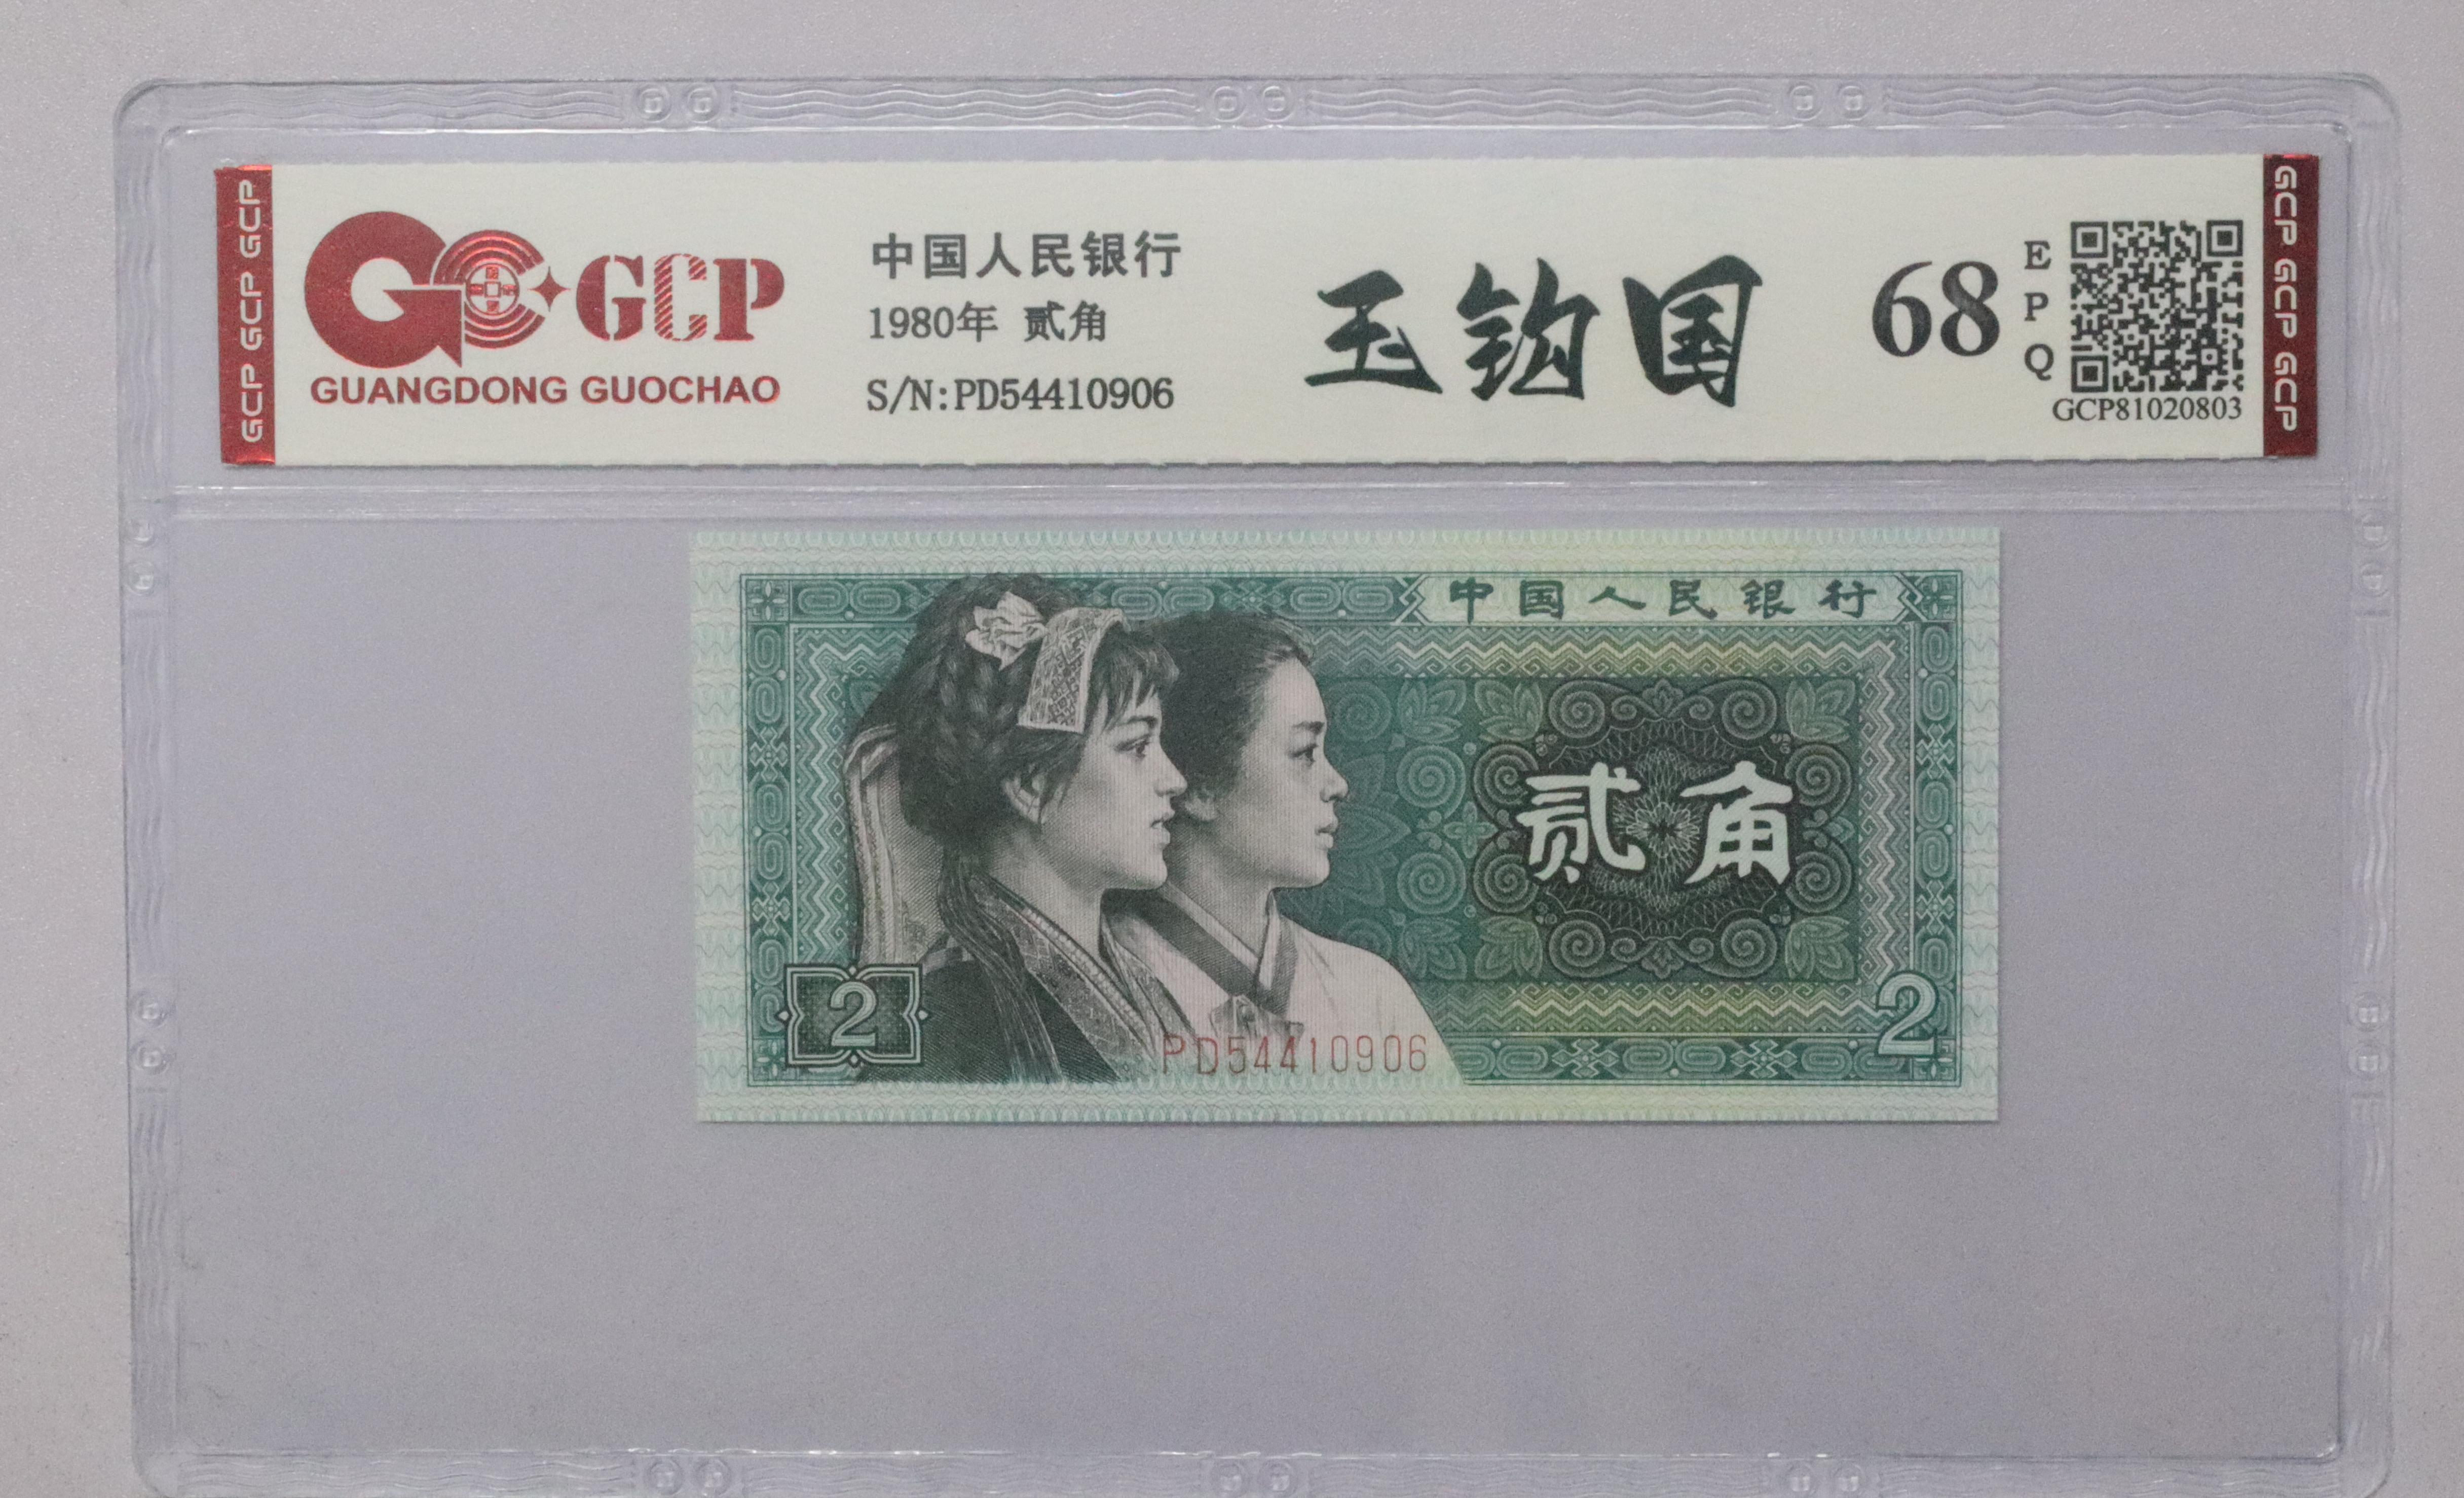 GCP GCP GCP
GCP
GUANGDONG GUOCHAO
中国人民银行
1980年 贰角
S/N:PD54410906
玉钩国
68
EPQ
GCP81020803
GCP GCP GCP
中国人民银行
贰角
2
PD54410906
2